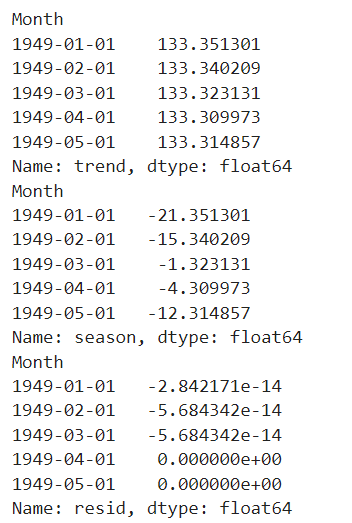 Month
1949-01-01    133.351301
1949-02-01    133.340209
1949-03-01    133.323131
1949-04-01    133.309973
1949-05-01    133.314857
Name: trend, dtype: float64
Month
1949-01-01   -21.351301
1949-02-01   -15.340209
1949-03-01    -1.323131
1949-04-01    -4.309973
1949-05-01   -12.314857
Name: season, dtype: float64
Month
1949-01-01   -2.842171e-14
1949-02-01   -5.684342e-14
1949-03-01   -5.684342e-14
1949-04-01    0.000000e+00
1949-05-01    0.000000e+00
Name: resid, dtype: float64